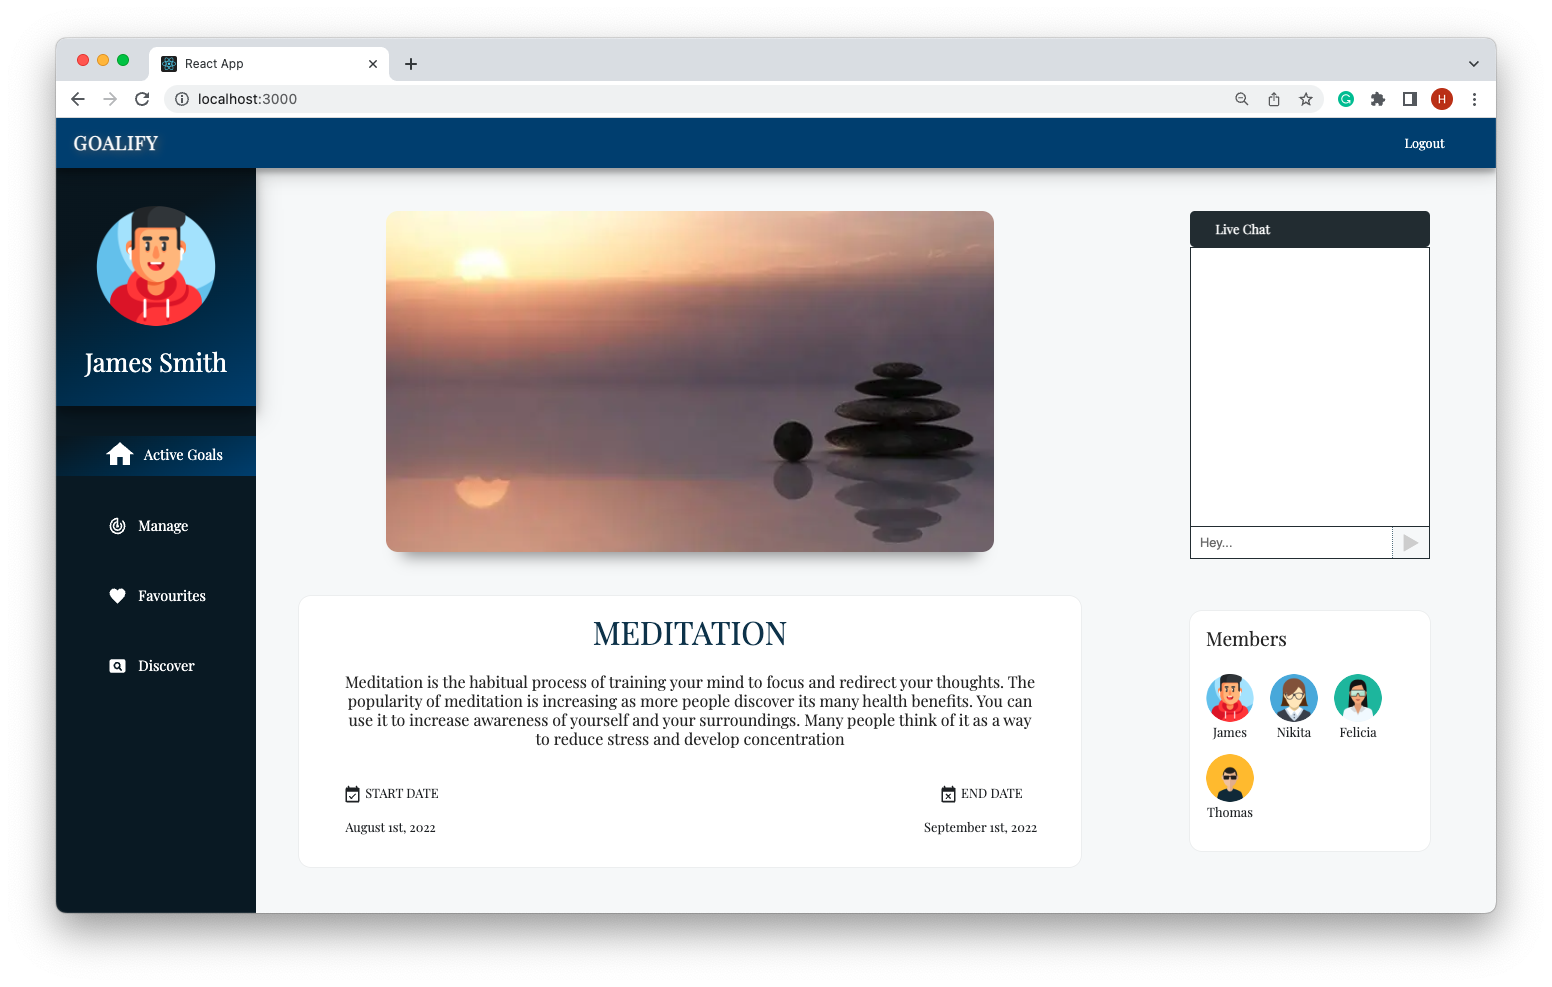 React App
localhost:3000
H
GOALIFY
Logout
James Smith
Active Goals
Manage
Favourites
Discover
MEDITATION
Meditation is the habitual process of training your mind to focus and redirect your thoughts. The
popularity of meditation is increasing as more people discover its many health benefits. You can
use it to increase awareness of yourself and your surroundings. Many people think of it as a way
to reduce stress and develop concentration
START DATE
END DATE
August 1st, 2022
September 1st, 2022
Live Chat
Hey...
Members
James Nikita Felicia
Thomas